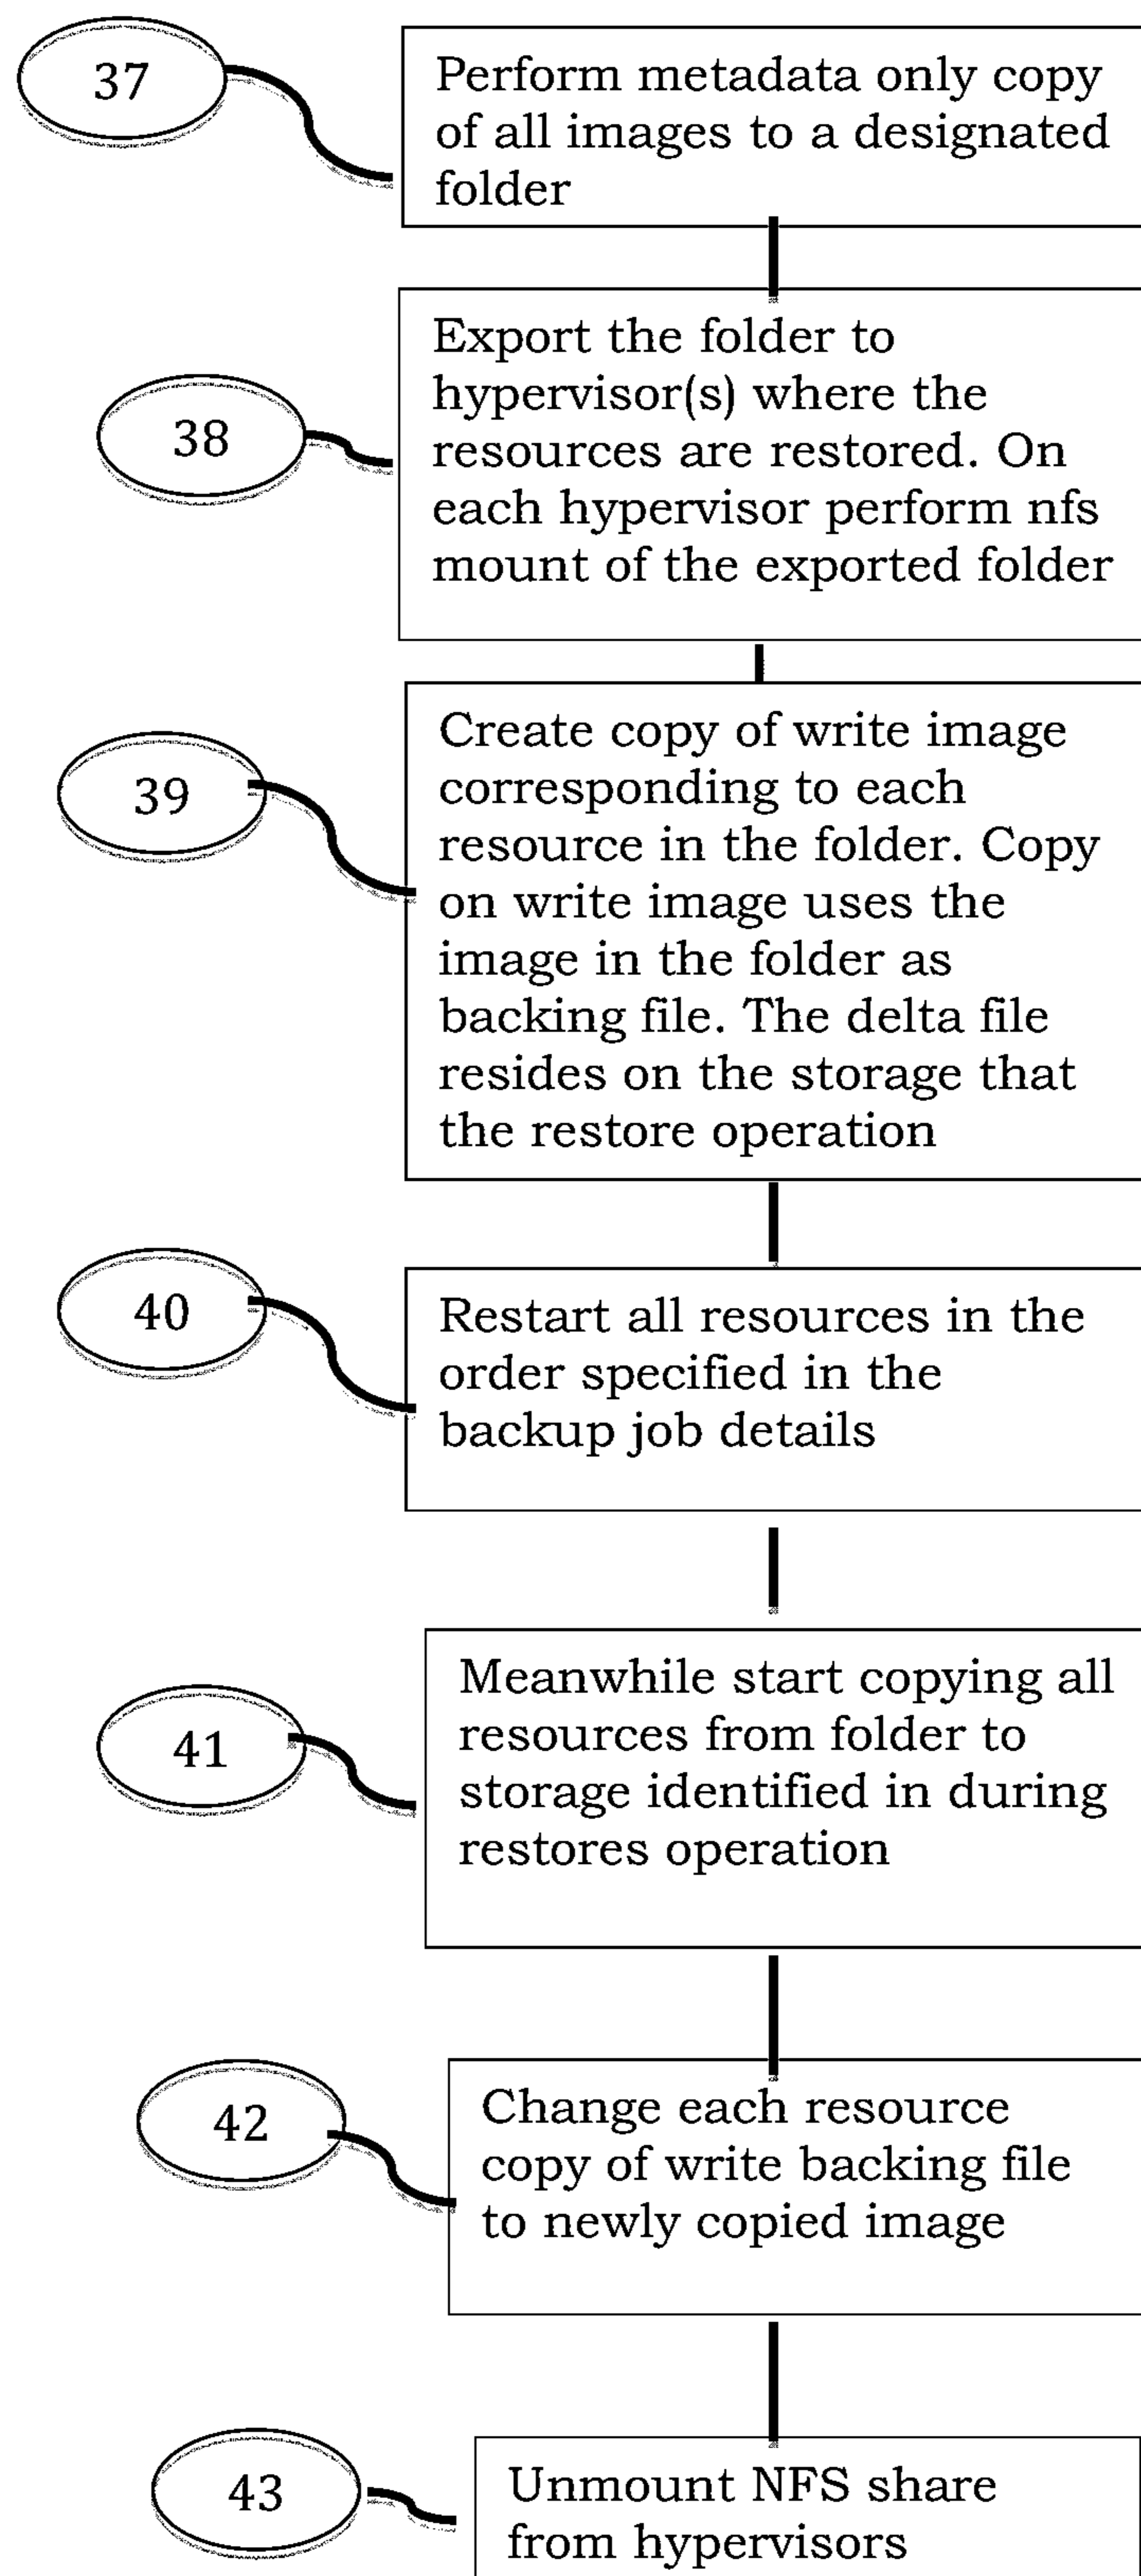 37
Perform metadata only copy
of all images to a designated
folder
38
Export the folder to
hypervisor(s) where the
resources are restored. On
each hypervisor perform nfs
mount of the exported folder
39
Create copy of write image
corresponding to each
resource in the folder. Copy
on write image uses the
image in the folder as
backing file. The delta file
resides on the storage that
the restore operation
40
Restart all resources in the
order specified in the
backup job details
41
Meanwhile start copying all
resources from folder to
storage identified in during
restores operation
42
Change each resource
copy of write backing file
to newly copied image
43
Unmount NFS share
from hypervisors